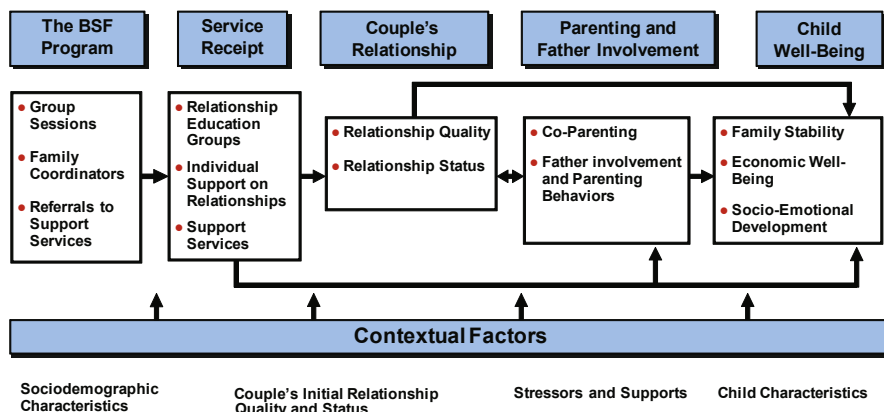 The BSF
Program
Service
Receipt
Couple's
Relationship
Parenting and
Father Involvement
Child
Well-Being
• Group
Sessions
• Family
Coordinators
• Referrals to
Support
Services
• Relationship
Education
Groups
• Individual
Support on
Relationships
• Support
Services
• Relationship Quality
• Relationship Status
• Co-Parenting
• Father involvement
and Parenting
Behaviors
• Family Stability
• Economic Well-
Being
• Socio-Emotional
Development
Contextual Factors
Sociodemographic
Characteristics
Couple's Initial Relationship
Quality and Status
Stressors and Supports
Child Characteristics